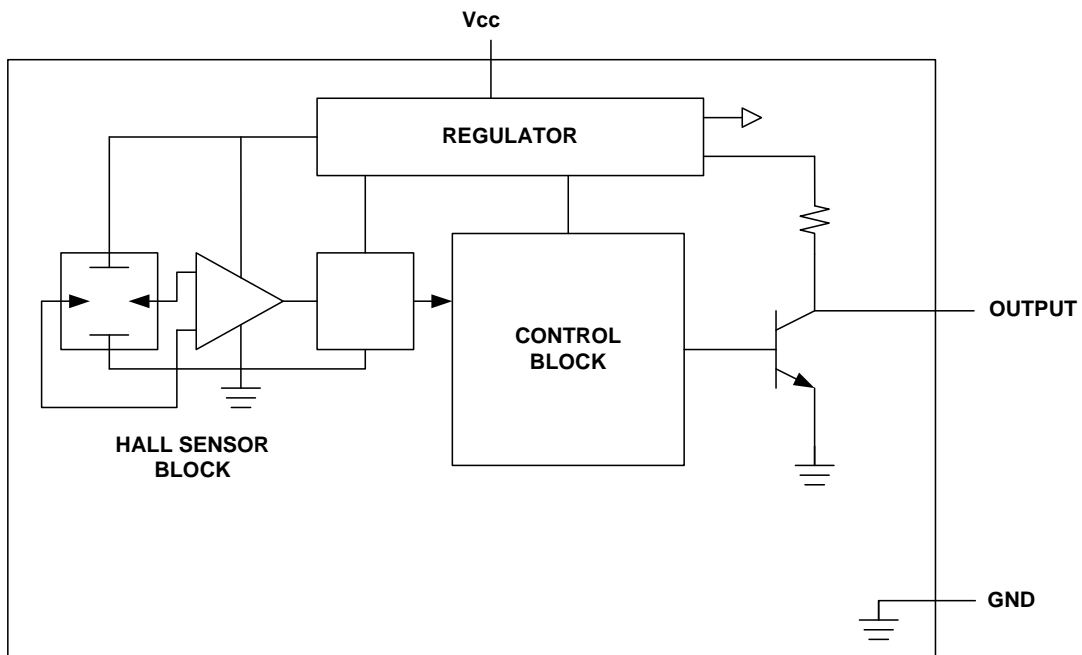 Vcc
REGULATOR
OUTPUT
CONTROL
BLOCK
HALL SENSOR
BLOCK
GND